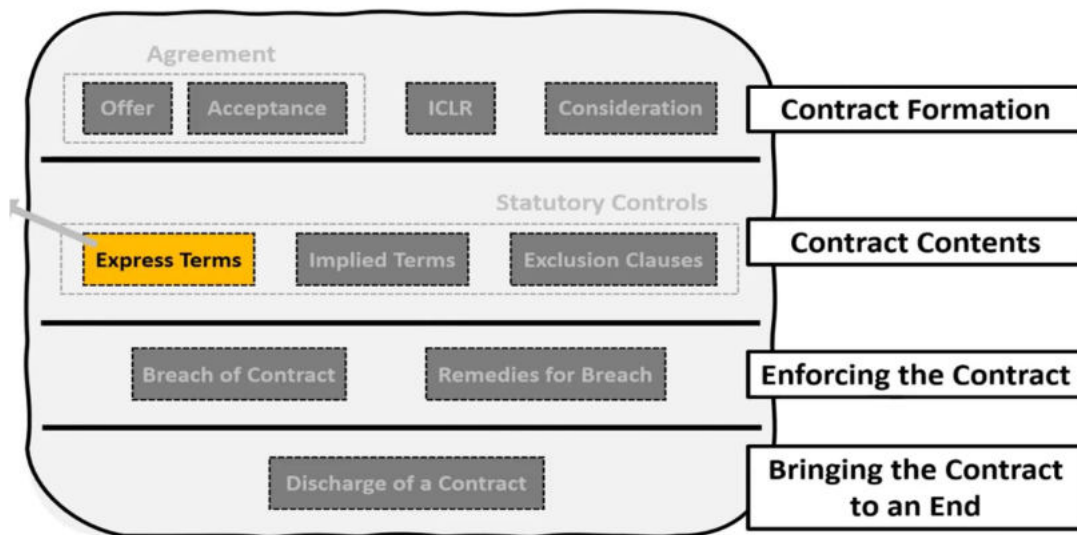 Agreement
Offer
Acceptance
ICLR
Consideration
Contract Formation
Statutory Controls
Express Terms
Implied Terms
Exclusion Clauses
Contract Contents
Breach of Contract
Remedies for Breach
Enforcing the Contract
Discharge of a Contract
Bringing the Contract
to an End